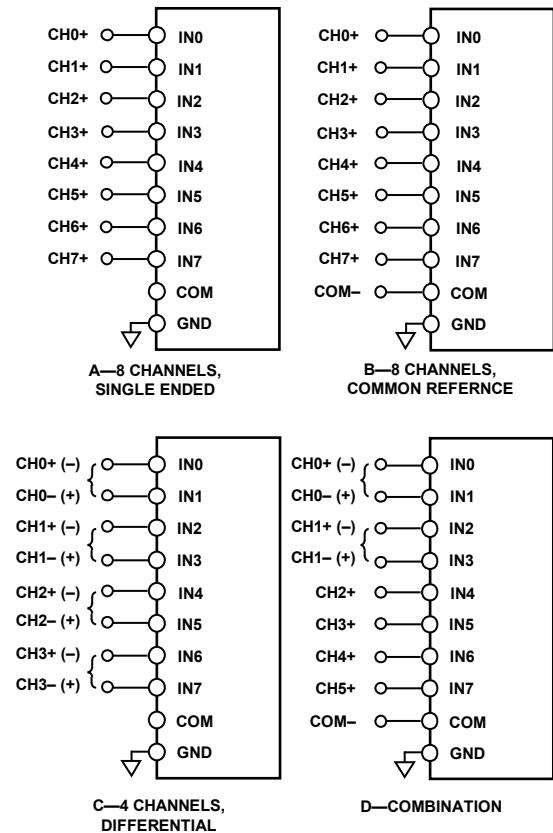 CH0+ IN0
CH1+ IN1
CH2+ IN2
CH3+ IN3
CH4+ IN4
CH5+ IN5
CH6+ IN6
CH7+ IN7
COM
GND
A—8 CHANNELS,
SINGLE ENDED
CH0+ IN0
CH1+ IN1
CH2+ IN2
CH3+ IN3
CH4+ IN4
CH5+ IN5
CH6+ IN6
CH7+ IN7
COM– COM
GND
B—8 CHANNELS,
COMMON REFERNCE
CH0+ (–) IN0
CH0– (+) IN1
CH1+ (–) IN2
CH1– (+) IN3
CH2+ (–) IN4
CH2– (+) IN5
CH3+ (–) IN6
CH3– (+) IN7
COM
GND
C—4 CHANNELS,
DIFFERENTIAL
CH0+ (–) IN0
CH0– (+) IN1
CH1+ (–) IN2
CH1– (+) IN3
CH2+ IN4
CH3+ IN5
CH4+ IN6
CH5+ IN7
COM– COM
GND
D—COMBINATION